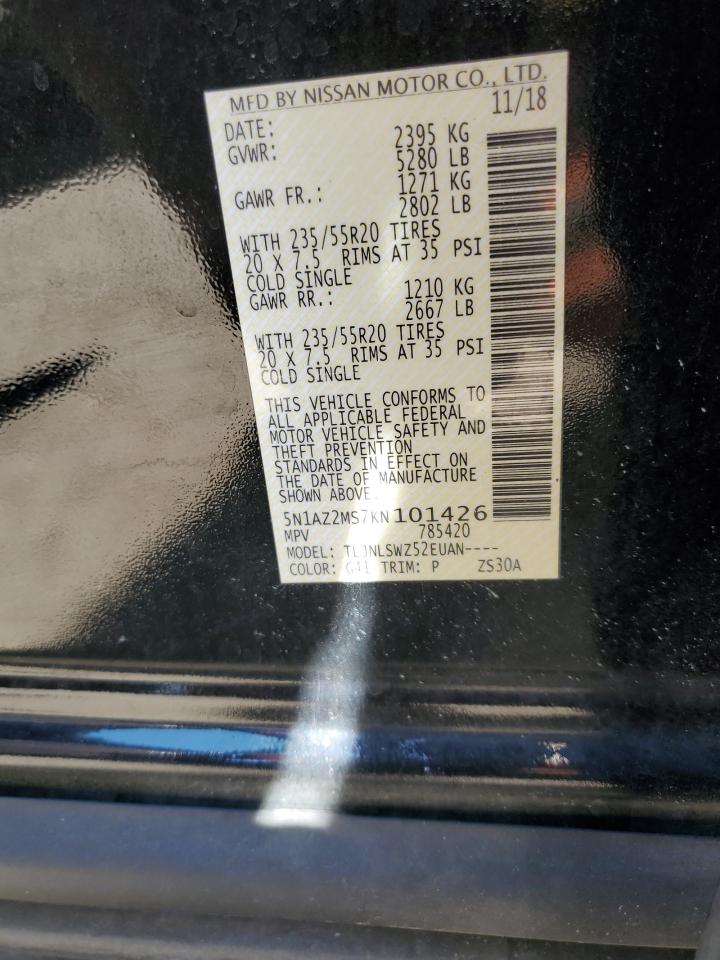 MFD BY NISSAN MOTOR CO., LTD.
DATE: 11/18
GVWR: 2395 KG
5280 LB
GAWR FR.: 1271 KG
2802 LB
WITH 235/55R20 TIRES
20 X 7.5 RIMS AT 35 PSI
COLD SINGLE
GAWR RR.: 1210 KG
2667 LB
WITH 235/55R20 TIRES
20 X 7.5 RIMS AT 35 PSI
COLD SINGLE
THIS VEHICLE CONFORMS TO
ALL APPLICABLE FEDERAL
MOTOR VEHICLE SAFETY AND
THEFT PREVENTION
STANDARDS IN EFFECT ON
THE DATE OF MANUFACTURE
SHOWN ABOVE.
5N1AZ2MS7KN101426
MPV 785420
MODEL:
COLOR: G41 TRIM: P ZS30A